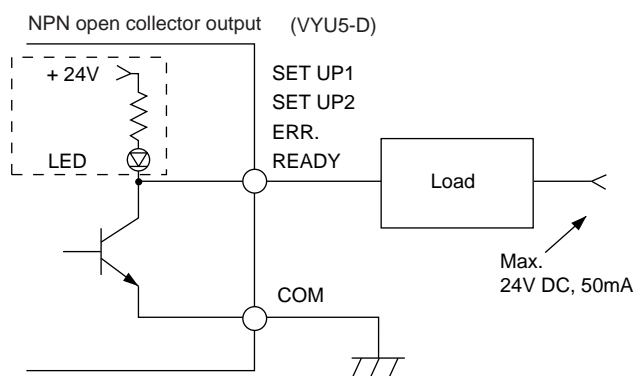 NPN open collector output (VYU5-D)
+ 24V
SET UP1
SET UP2
ERR.
LED
READY
Load
Max.
24V DC, 50mA
COM